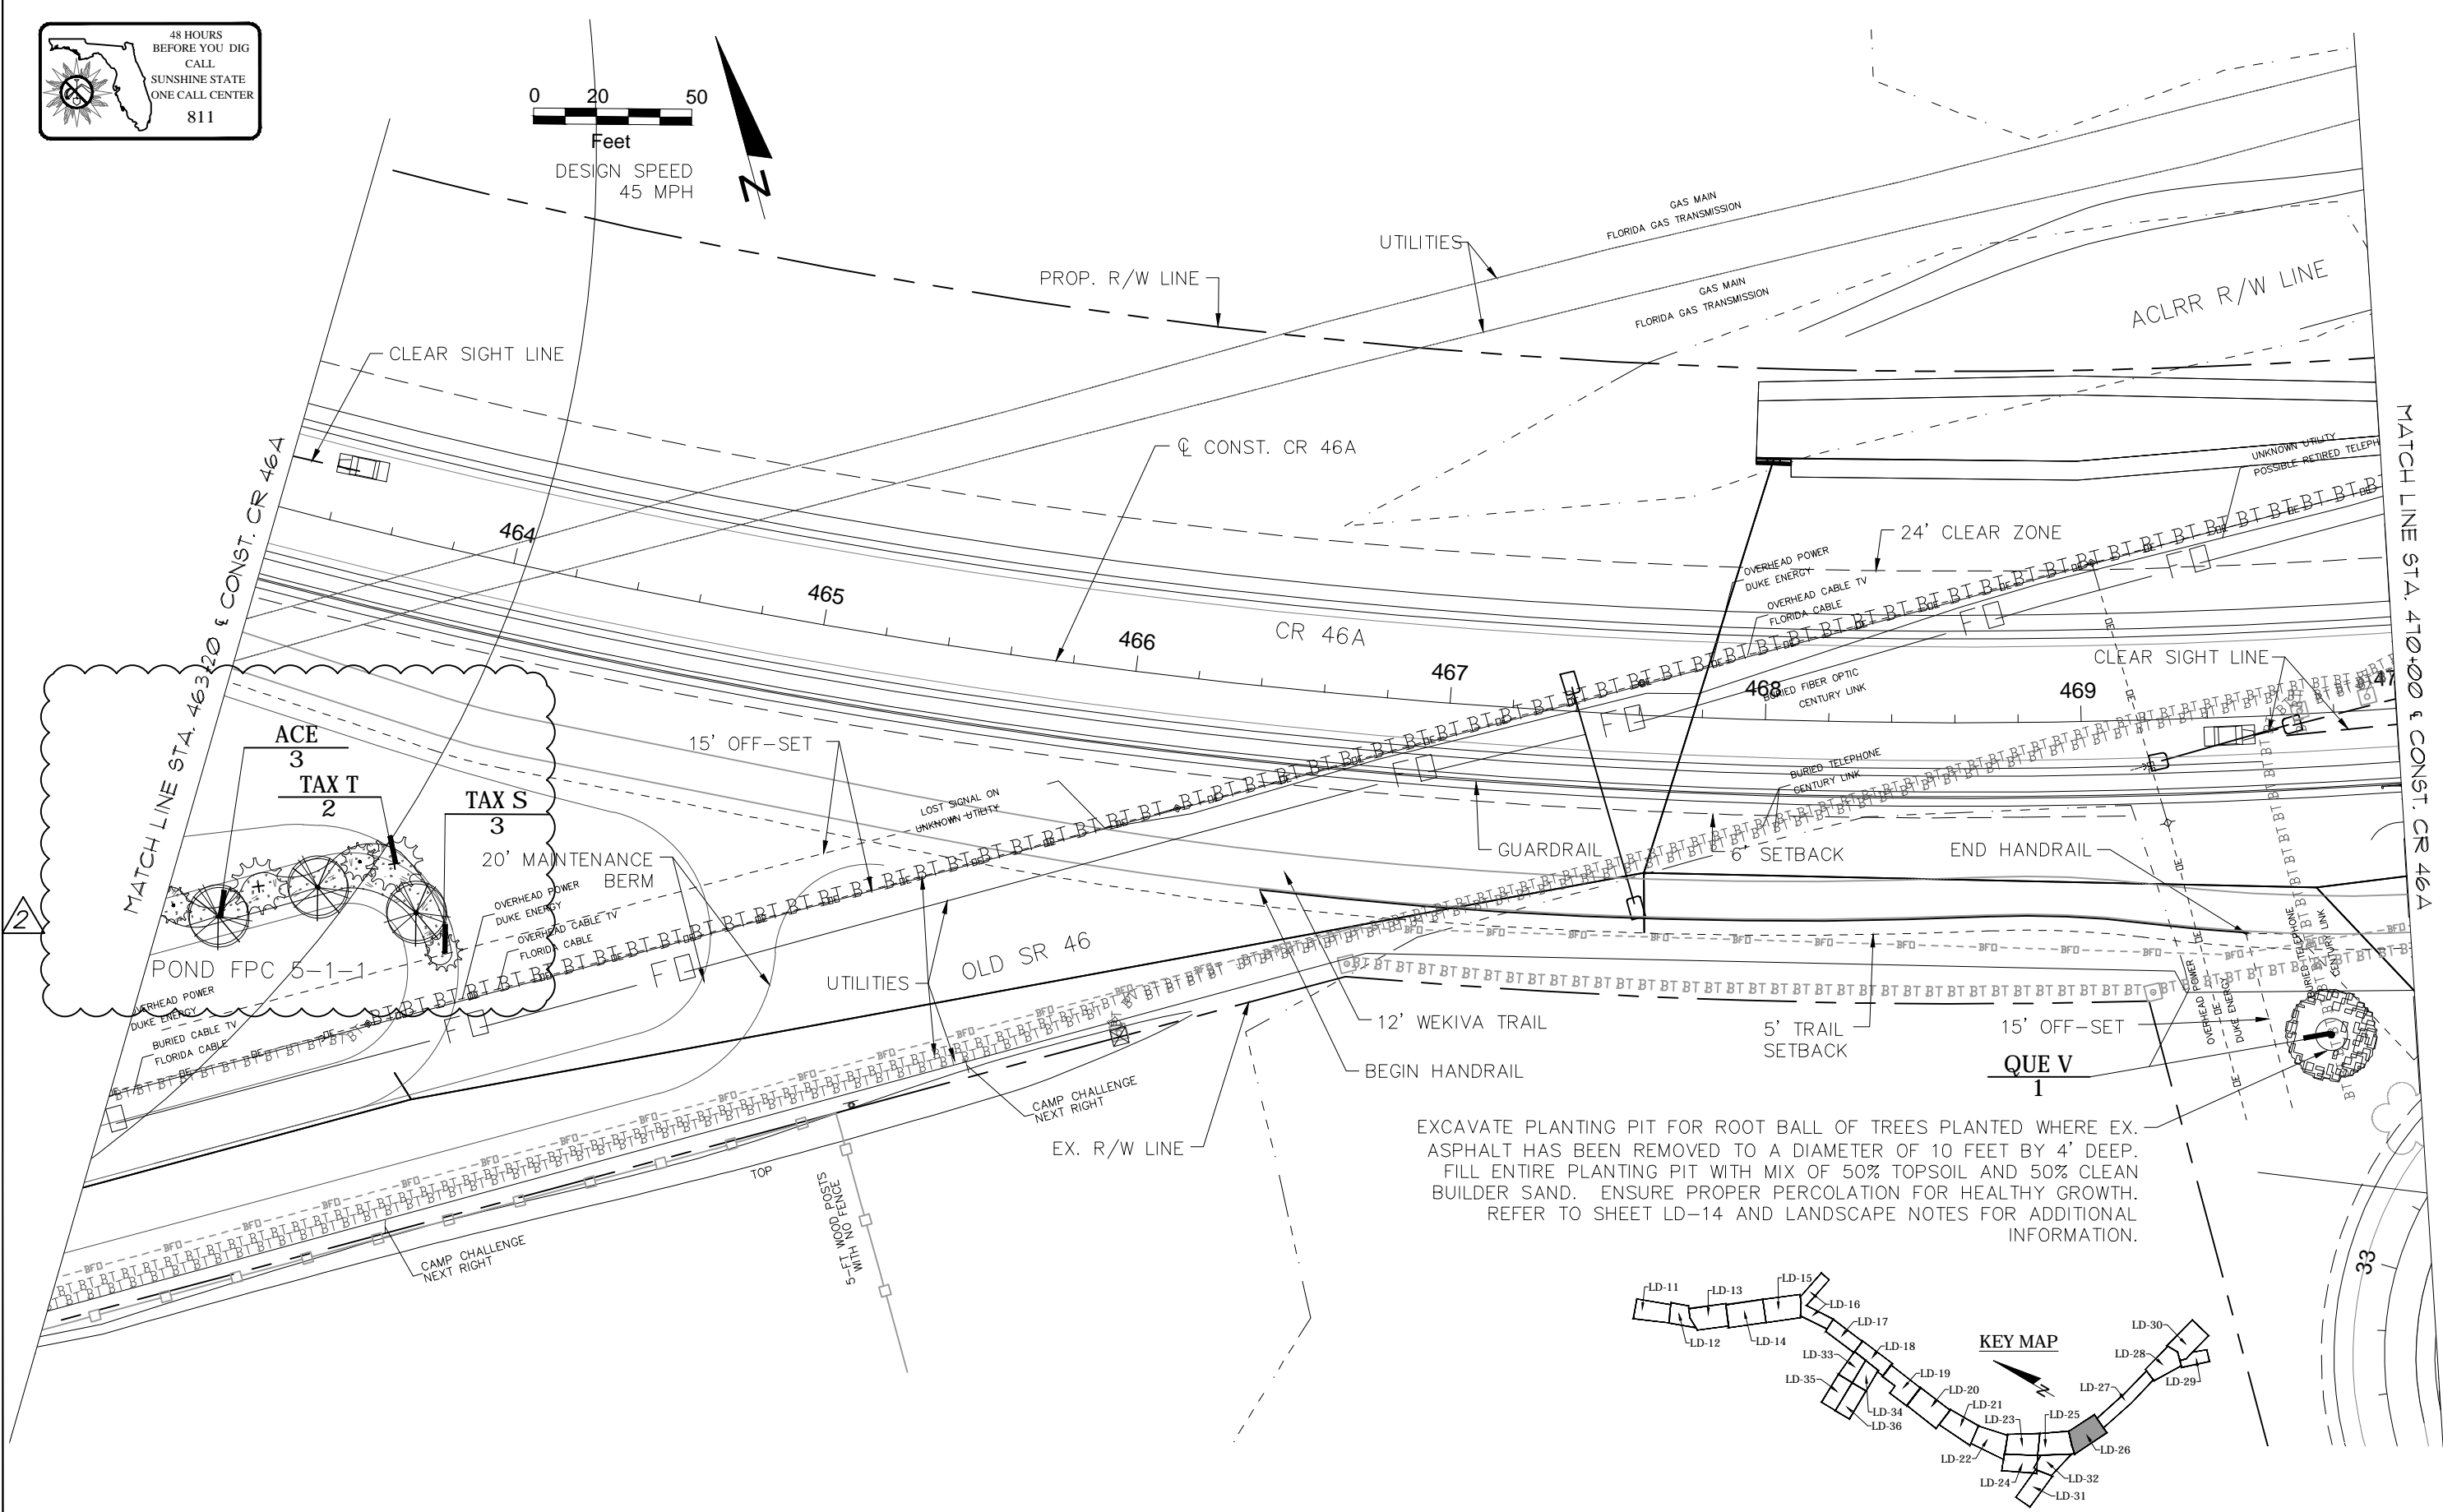 48 HOURS
BEFORE YOU DIG
CALL
SUNSHINE STATE
ONE CALL CENTER
811
0 20 50
Feet
DESIGN SPEED
45 MPH
N
GAS MAIN
FLORIDA GAS TRANSMISSION
UTILITIES
PROP. R/W LINE
GAS MAIN
FLORIDA GAS TRANSMISSION
ACLRR R/W LINE
CLEAR SIGHT LINE
℄ CONST. CR 46A
UNKNOWN UTILITY
POSSIBLE RETIRED TELEPH
24' CLEAR ZONE
MATCH LINE STA. 463+20 ℄ CONST. CR 46A
MATCH LINE STA. 470+00 ℄ CONST. CR 46A
464
465
466
467
468
469
47
CR 46A
OVERHEAD POWER
DUKE ENERGY
OVERHEAD CABLE TV
FLORIDA CABLE
BURIED FIBER OPTIC
CENTURY LINK
CLEAR SIGHT LINE
ACE
3
TAX T
2
TAX S
3
15' OFF-SET
LOST SIGNAL ON
UNKNOWN UTILITY
BURIED TELEPHONE
CENTURY LINK
20' MAINTENANCE
BERM
GUARDRAIL
6' SETBACK
END HANDRAIL
2
OVERHEAD POWER
DUKE ENERGY
OVERHEAD CABLE TV
FLORIDA CABLE
POND FPC 5-1-1
OLD SR 46
UTILITIES
OVERHEAD POWER
DUKE ENERGY
BURIED CABLE TV
FLORIDA CABLE
12' WEKIVA TRAIL
5' TRAIL
SETBACK
15' OFF-SET
OVERHEAD POWER
DUKE ENERGY
BURIED TELEPHONE
CENTURY LINK
BEGIN HANDRAIL
QUE V
1
CAMP CHALLENGE
NEXT RIGHT
EX. R/W LINE
EXCAVATE PLANTING PIT FOR ROOT BALL OF TREES PLANTED WHERE EX.
ASPHALT HAS BEEN REMOVED TO A DIAMETER OF 10 FEET BY 4' DEEP.
FILL ENTIRE PLANTING PIT WITH MIX OF 50% TOPSOIL AND 50% CLEAN
BUILDER SAND. ENSURE PROPER PERCOLATION FOR HEALTHY GROWTH.
REFER TO SHEET LD-14 AND LANDSCAPE NOTES FOR ADDITIONAL
INFORMATION.
TOP
5-FT WOOD POSTS
WITH NO FENCE
CAMP CHALLENGE
NEXT RIGHT
33
KEY MAP
N
LD-11
LD-12
LD-13
LD-14
LD-15
LD-16
LD-17
LD-18
LD-19
LD-20
LD-21
LD-22
LD-23
LD-24
LD-25
LD-26
LD-27
LD-28
LD-29
LD-30
LD-31
LD-32
LD-33
LD-34
LD-35
LD-36